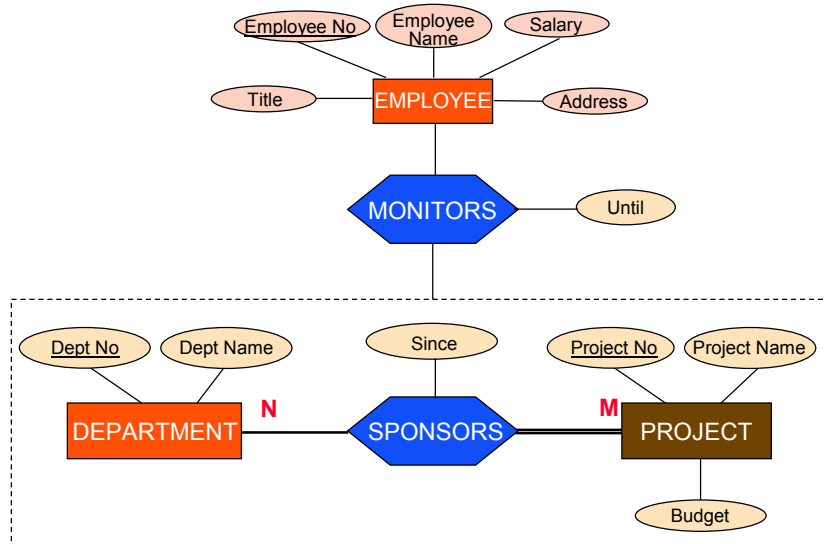 Employee No
Employee
Name
Salary
Title
EMPLOYEE
Address
MONITORS
Until
Dept No
Dept Name
Since
Project No
Project Name
N
M
DEPARTMENT
SPONSORS
PROJECT
Budget